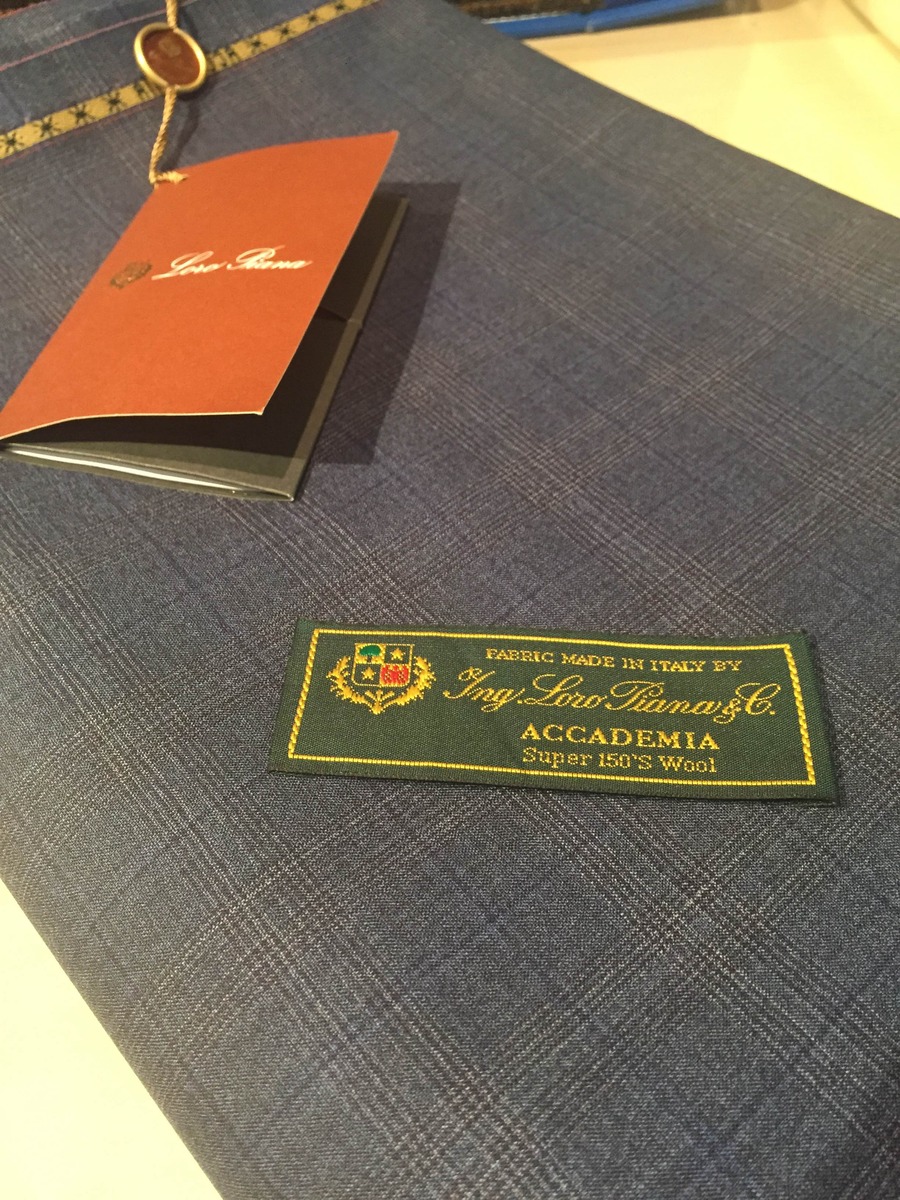 Loro Piana
FABRIC MADE IN ITALY BY
Ing. Loro Piana & C.
ACCADEMIA
Super 150'S Wool